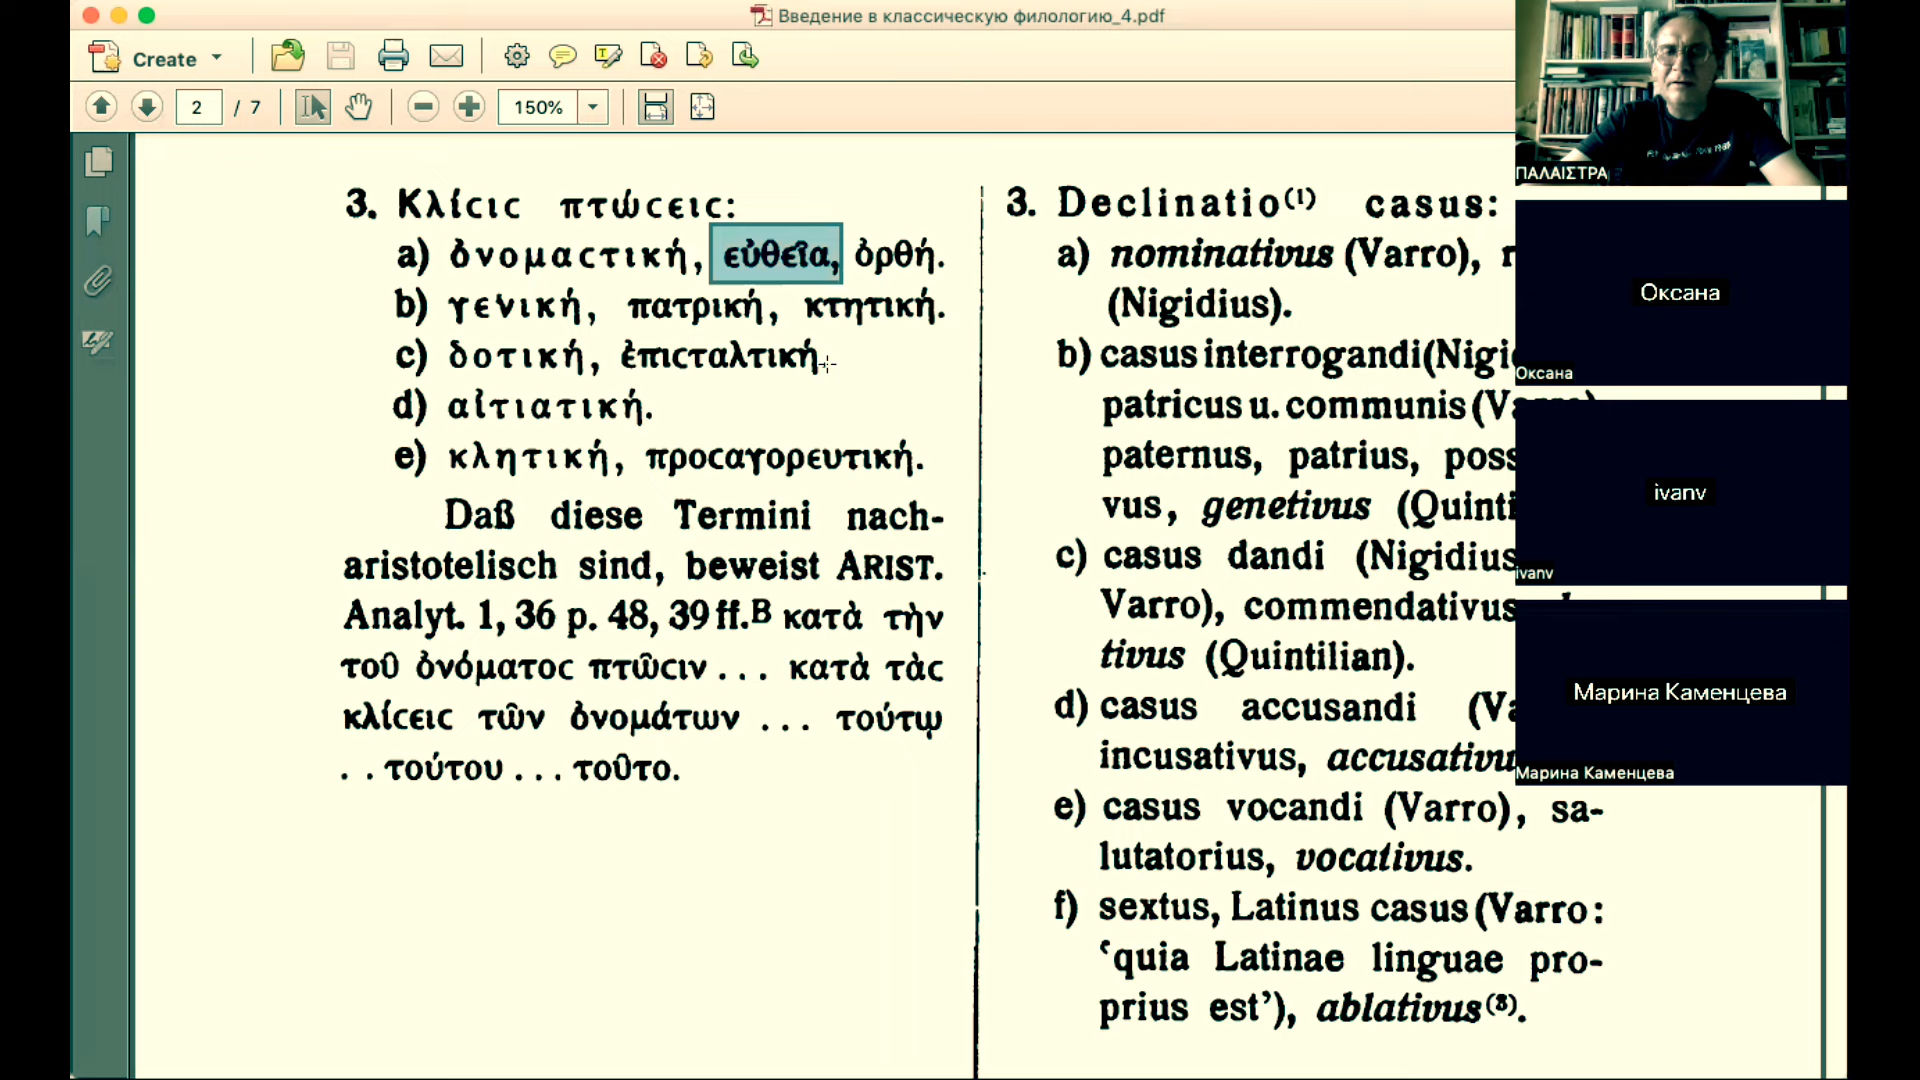 Введение в классическую филологию_4.pdf
Create
2 / 7
150%
3. Κλίϲιϲ πτώϲειϲ:
a) ὀνομαϲτική, εὐθεῖα, ὀρθή.
b) γενική, πατρική, κτητική.
c) δοτική, ἐπιϲταλτική
d) αἰτιατική.
e) κλητική, προϲαγορευτική.
Daß diese Termini nach-
aristotelisch sind, beweist ARIST.
Analyt. 1, 36 p. 48, 39 ff.B κατὰ τὴν
τοῦ ὀνόματοϲ πτῶϲιν ... κατὰ τὰϲ
κλίϲειϲ τῶν ὀνομάτων ... τούτῳ
. . τούτου ... τοῦτο.
3. Declinatio(1) casus:
a) nominativus (Varro),
(Nigidius).
b) casus interrogandi (Nigi
patricus u. communis (Va
paternus, patrius, poss
vus, genetivus (Quinti
c) casus dandi (Nigidius
Varro), commendativus
tivus (Quintilian).
d) casus accusandi (Va
incusativus, accusativu
e) casus vocandi (Varro), sa-
lutatorius, vocativus.
f) sextus, Latinus casus (Varro:
‘quia Latinae linguae pro-
prius est’), ablativus(3).
ΠΑΛΑΙΣΤΡΑ
Оксана
Оксана
ivanv
ivanv
Марина Каменцева
Марина Каменцева